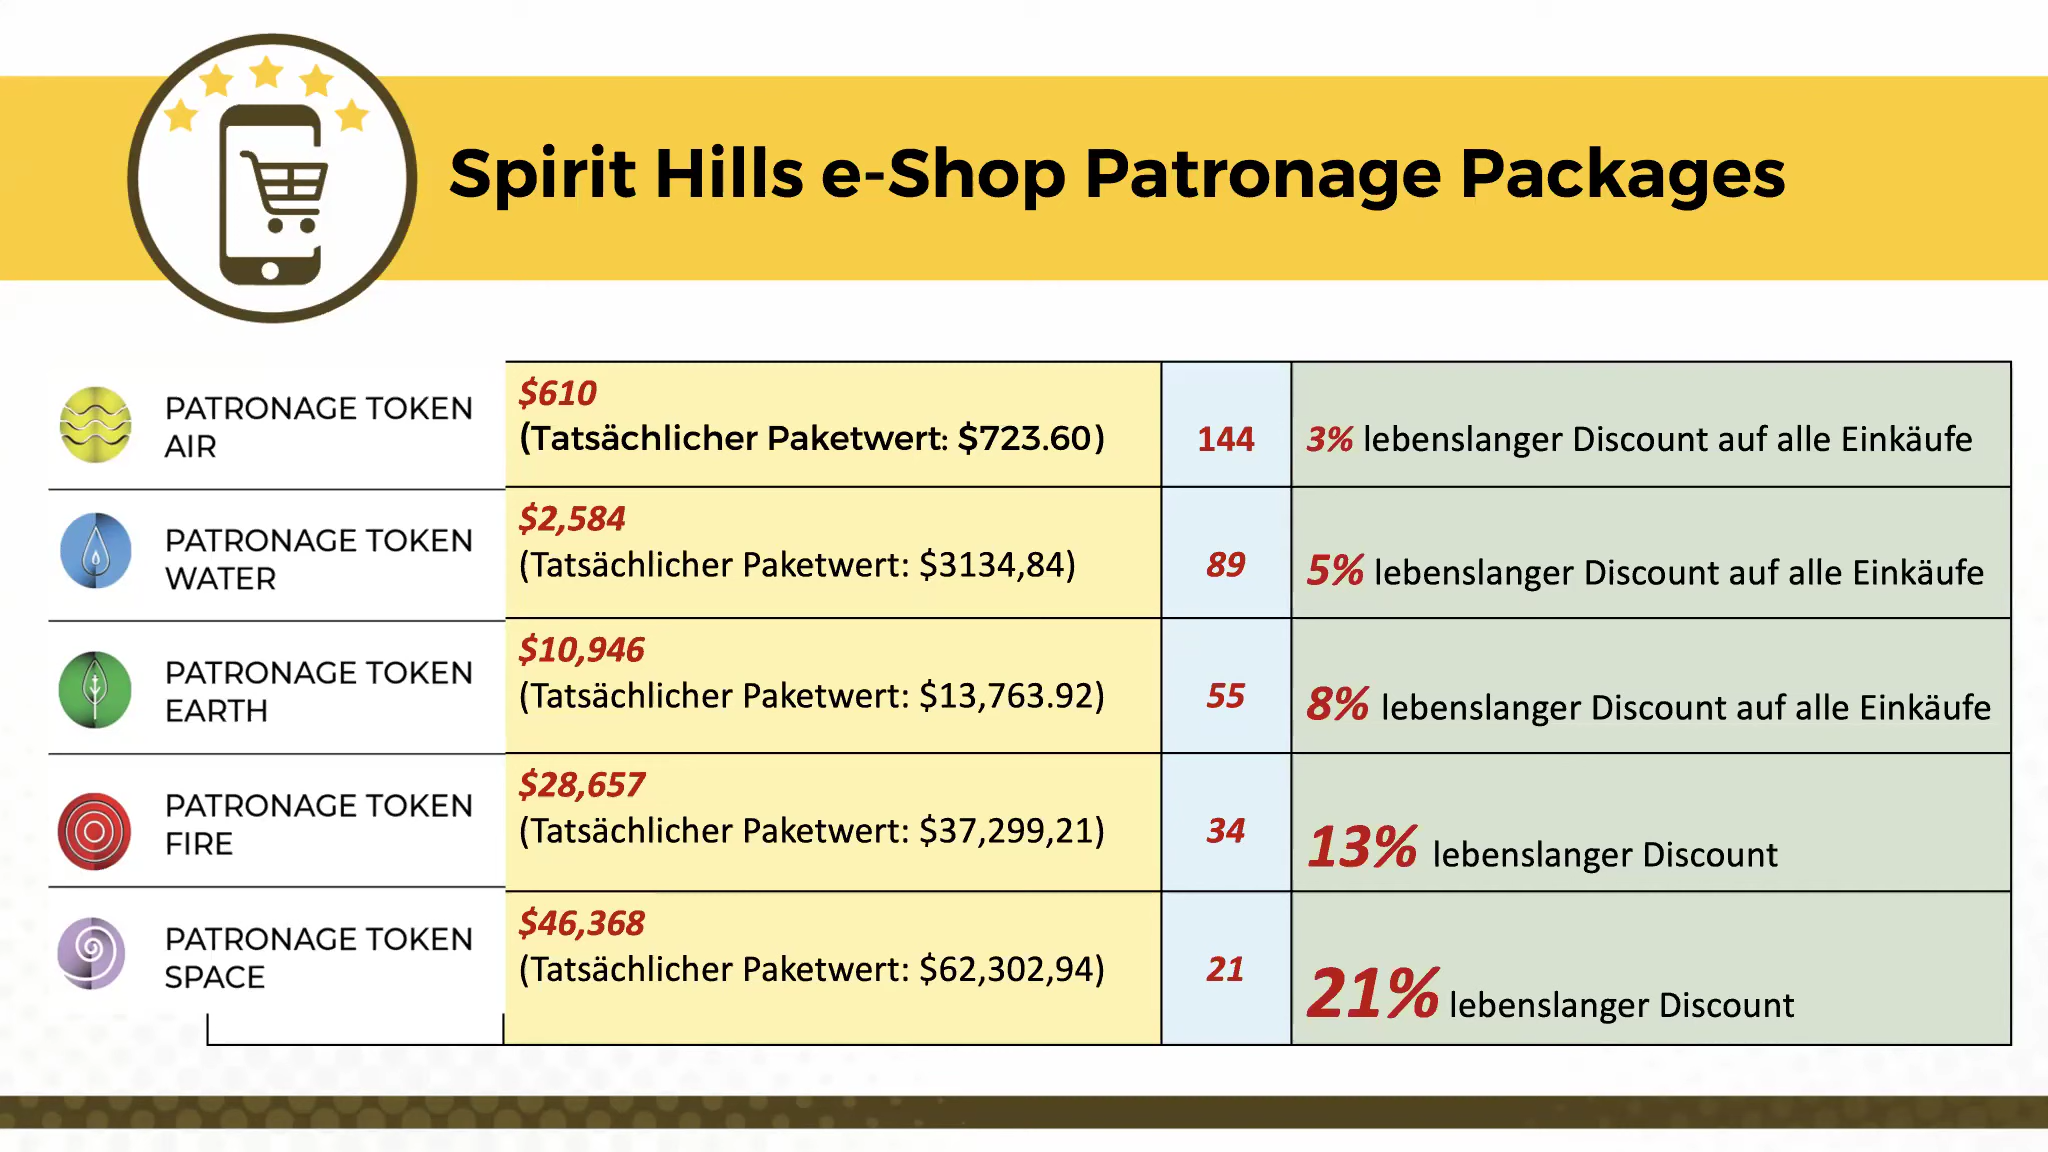 Spirit Hills e-Shop Patronage Packages
PATRONAGE TOKEN
AIR
$610
(Tatsächlicher Paketwert: $723.60)
144
3% lebenslanger Discount auf alle Einkäufe
PATRONAGE TOKEN
WATER
$2,584
(Tatsächlicher Paketwert: $3134,84)
89
5% lebenslanger Discount auf alle Einkäufe
PATRONAGE TOKEN
EARTH
$10,946
(Tatsächlicher Paketwert: $13,763.92)
55
8% lebenslanger Discount auf alle Einkäufe
PATRONAGE TOKEN
FIRE
$28,657
(Tatsächlicher Paketwert: $37,299,21)
34
13% lebenslanger Discount
PATRONAGE TOKEN
SPACE
$46,368
(Tatsächlicher Paketwert: $62,302,94)
21
21% lebenslanger Discount